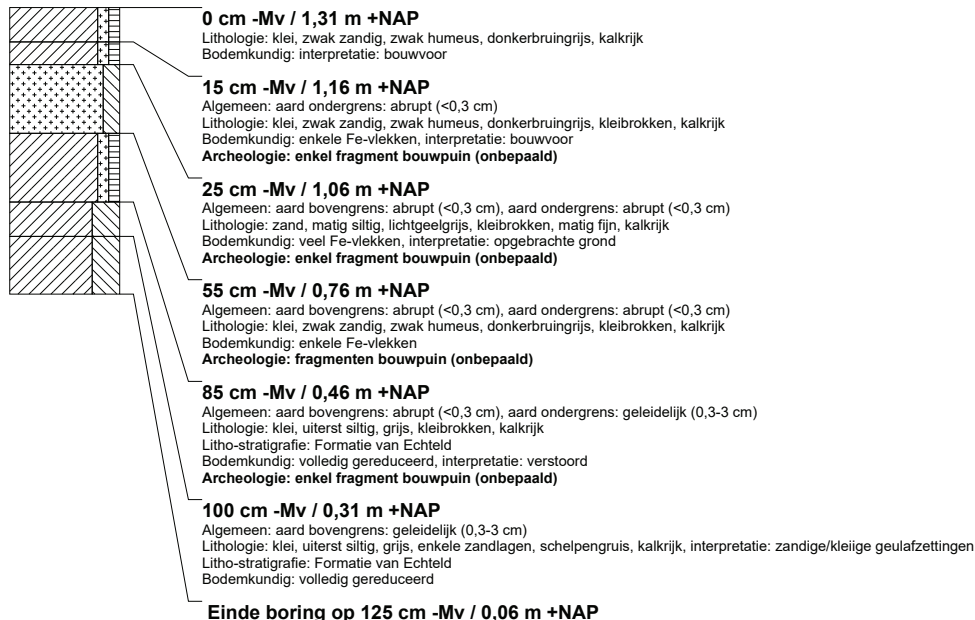 0 cm -Mv / 1,31 m +NAP
Lithologie: klei, zwak zandig, zwak humeus, donkerbruingrijs, kalkrijk
Bodemkundig: interpretatie: bouwvoor
15 cm -Mv / 1,16 m +NAP
Algemeen: aard ondergrens: abrupt (<0,3 cm)
Lithologie: klei, zwak zandig, zwak humeus, donkerbruingrijs, kleibrokken, kalkrijk
Bodemkundig: enkele Fe-vlekken, interpretatie: bouwvoor
Archeologie: enkel fragment bouwpuin (onbepaald)
25 cm -Mv / 1,06 m +NAP
Algemeen: aard bovengrens: abrupt (<0,3 cm), aard ondergrens: abrupt (<0,3 cm)
Lithologie: zand, matig siltig, lichtgeelgrijs, kleibrokken, matig fijn, kalkrijk
Bodemkundig: veel Fe-vlekken, interpretatie: opgebrachte grond
Archeologie: enkel fragment bouwpuin (onbepaald)
55 cm -Mv / 0,76 m +NAP
Algemeen: aard bovengrens: abrupt (<0,3 cm), aard ondergrens: abrupt (<0,3 cm)
Lithologie: klei, zwak zandig, zwak humeus, donkerbruingrijs, kleibrokken, kalkrijk
Bodemkundig: enkele Fe-vlekken
Archeologie: fragmenten bouwpuin (onbepaald)
85 cm -Mv / 0,46 m +NAP
Algemeen: aard bovengrens: abrupt (<0,3 cm), aard ondergrens: geleidelijk (0,3-3 cm)
Lithologie: klei, uiterst siltig, grijs, kleibrokken, kalkrijk
Litho-stratigrafie: Formatie van Echteld
Bodemkundig: volledig gereduceerd, interpretatie: verstoord
Archeologie: enkel fragment bouwpuin (onbepaald)
100 cm -Mv / 0,31 m +NAP
Algemeen: aard bovengrens: geleidelijk (0,3-3 cm)
Lithologie: klei, uiterst siltig, grijs, enkele zandlagen, schelpengruis, kalkrijk, interpretatie: zandige/kleiige geulafzettingen
Litho-stratigrafie: Formatie van Echteld
Bodemkundig: volledig gereduceerd
Einde boring op 125 cm -Mv / 0,06 m +NAP